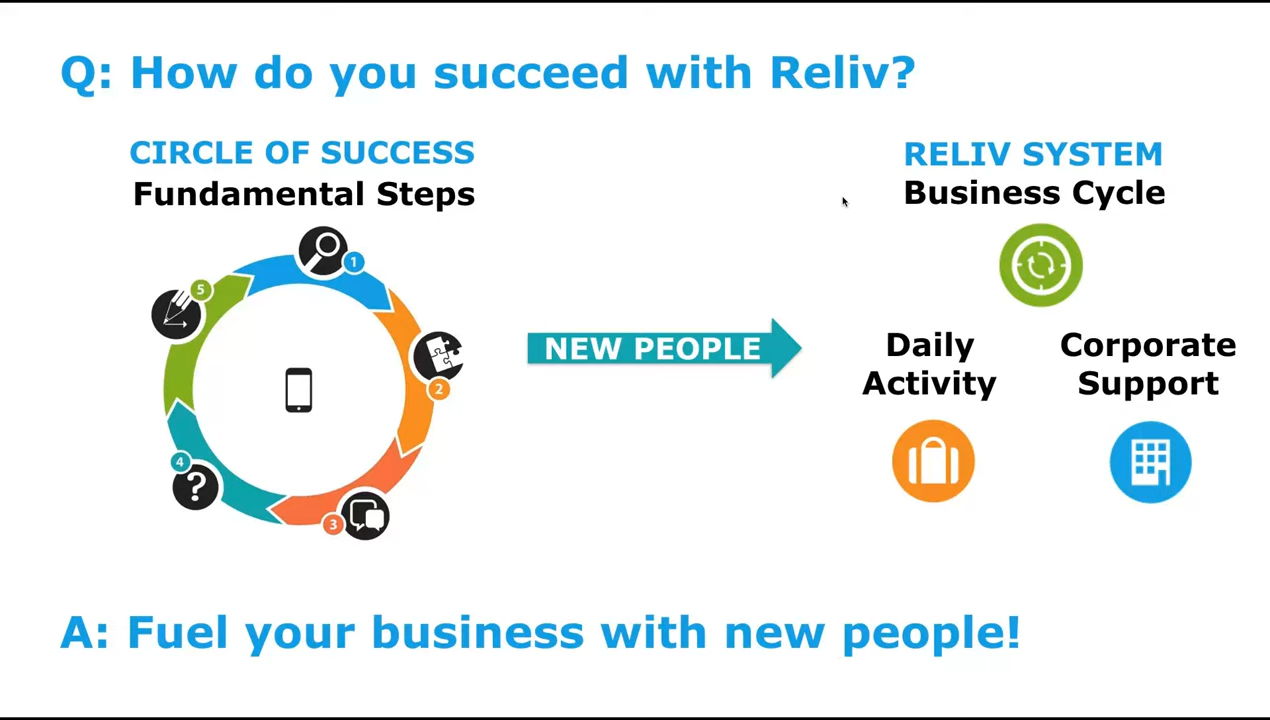 Q: How do you succeed with Reliv?
CIRCLE OF SUCCESS
Fundamental Steps
1
2
3
4
5
?
NEW PEOPLE
RELIV SYSTEM
Business Cycle
Daily
Activity
Corporate
Support
A: Fuel your business with new people!